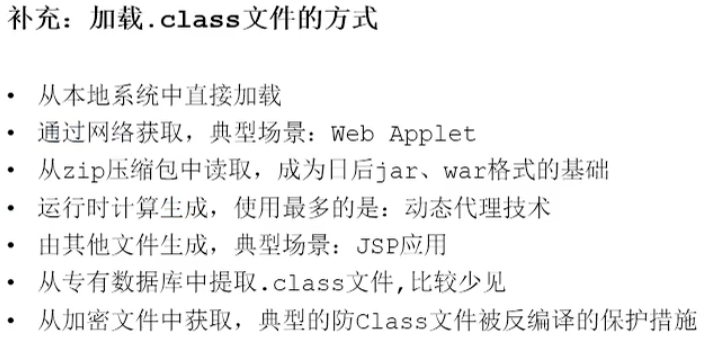 补充：加载.class文件的方式
• 从本地系统中直接加载
• 通过网络获取，典型场景：Web Applet
• 从zip压缩包中读取，成为日后jar、war格式的基础
• 运行时计算生成，使用最多的是：动态代理技术
• 由其他文件生成，典型场景：JSP应用
• 从专有数据库中提取.class文件,比较少见
• 从加密文件中获取，典型的防Class文件被反编译的保护措施